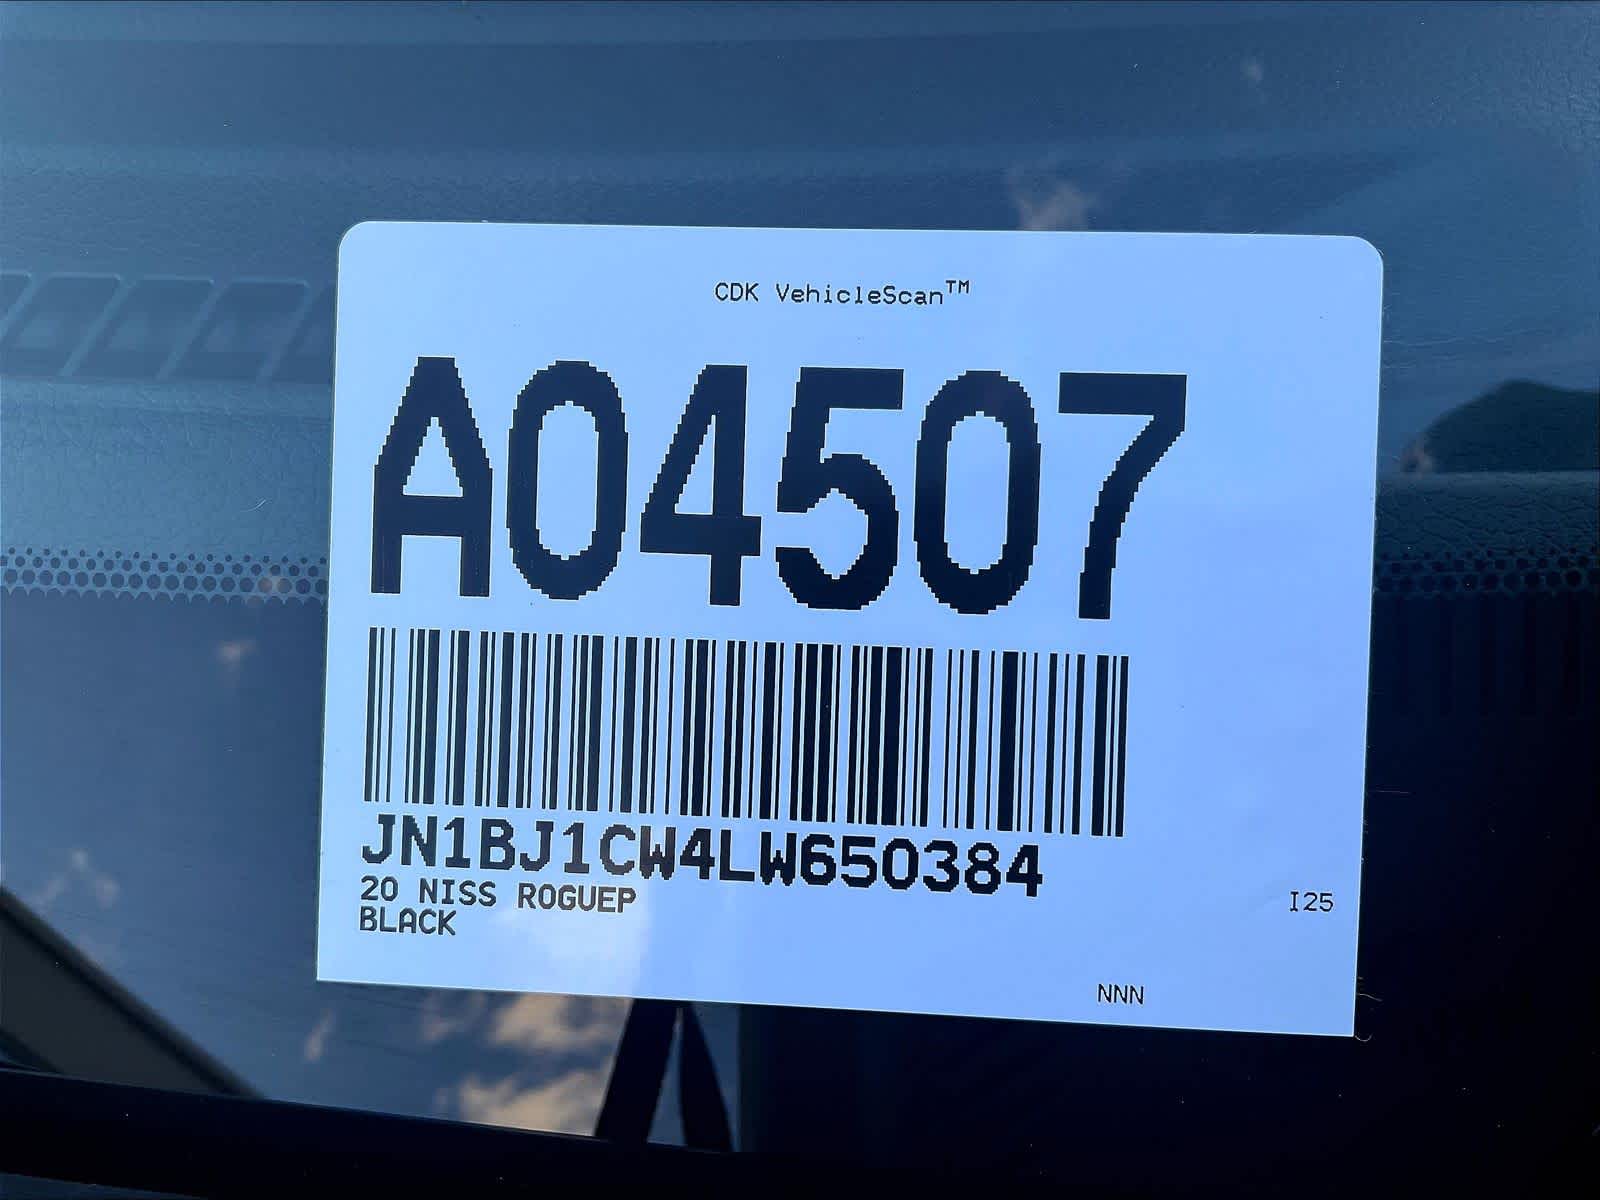 CDK VehicleScan™
A04507
JN1BJ1CW4LW650384
20 NISS ROGUEP
BLACK
I25
NNN